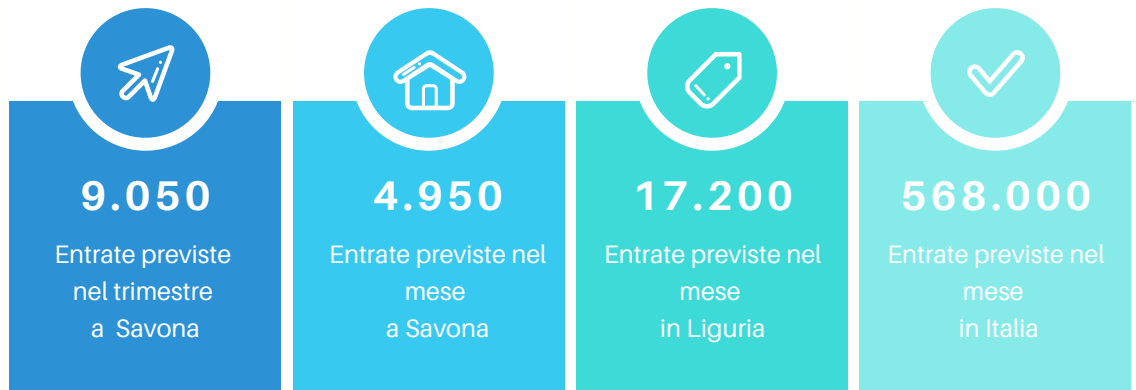 9.050
Entrate previste
nel trimestre
a Savona
4.950
Entrate previste nel
mese
a Savona
17.200
Entrate previste nel
mese
in Liguria
568.000
Entrate previste nel
mese
in Italia